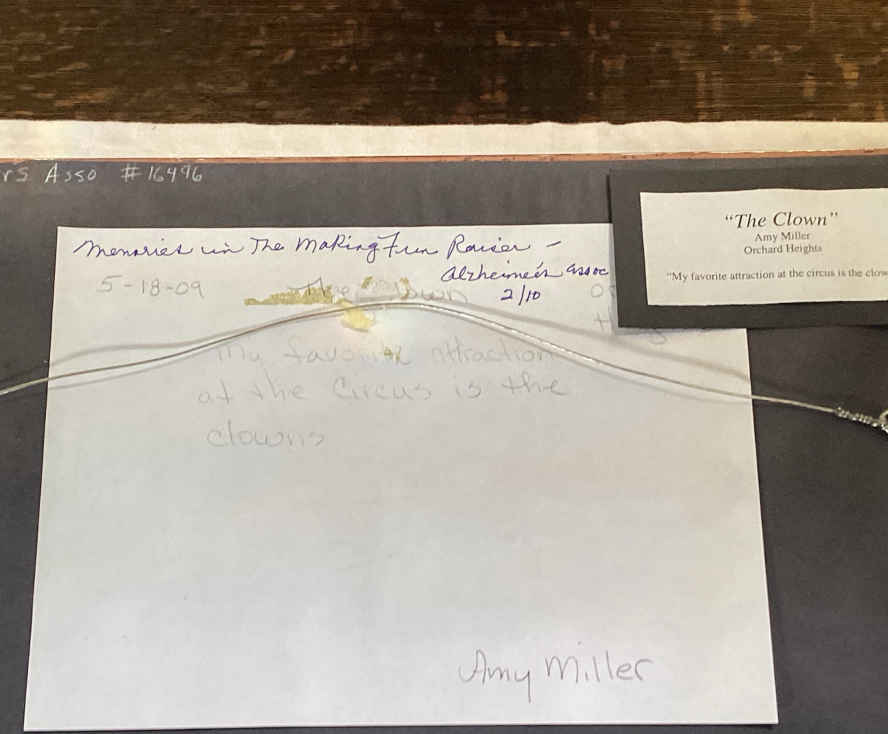 rs Asso # 16496
"The Clown"
Amy Miller
Orchard Heights
"My favorite attraction at the circus is the clow
Memories in The Making Fun Raiser -
Alzheimer's Assoc
5-18-09
2/10
The Clown
My favorite attraction
at the Circus is the
clowns
Amy Miller